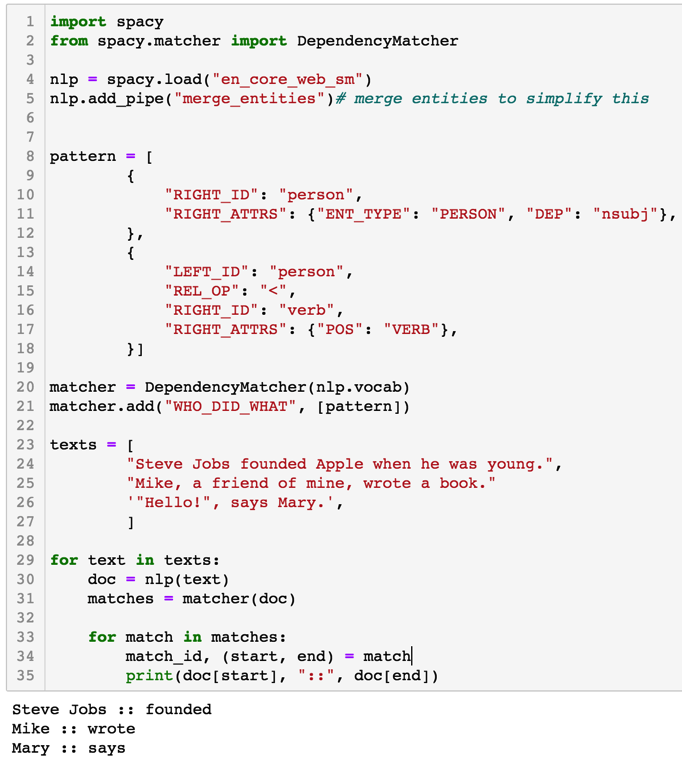 1 import spacy
2 from spacy.matcher import DependencyMatcher
3
4 nlp = spacy.load("en_core_web_sm")
5 nlp.add_pipe("merge_entities")# merge entities to simplify this
6
7
8 pattern = [
9         {
10             "RIGHT_ID": "person",
11             "RIGHT_ATTRS": {"ENT_TYPE": "PERSON", "DEP": "nsubj"},
12         },
13         {
14             "LEFT_ID": "person",
15             "REL_OP": "<",
16             "RIGHT_ID": "verb",
17             "RIGHT_ATTRS": {"POS": "VERB"},
18         }]
19
20 matcher = DependencyMatcher(nlp.vocab)
21 matcher.add("WHO_DID_WHAT", [pattern])
22
23 texts = [
24         "Steve Jobs founded Apple when he was young.",
25         "Mike, a friend of mine, wrote a book."
26         '"Hello!", says Mary.',
27         ]
28
29 for text in texts:
30     doc = nlp(text)
31     matches = matcher(doc)
32
33     for match in matches:
34         match_id, (start, end) = match
35         print(doc[start], "::", doc[end])
Steve Jobs :: founded
Mike :: wrote
Mary :: says